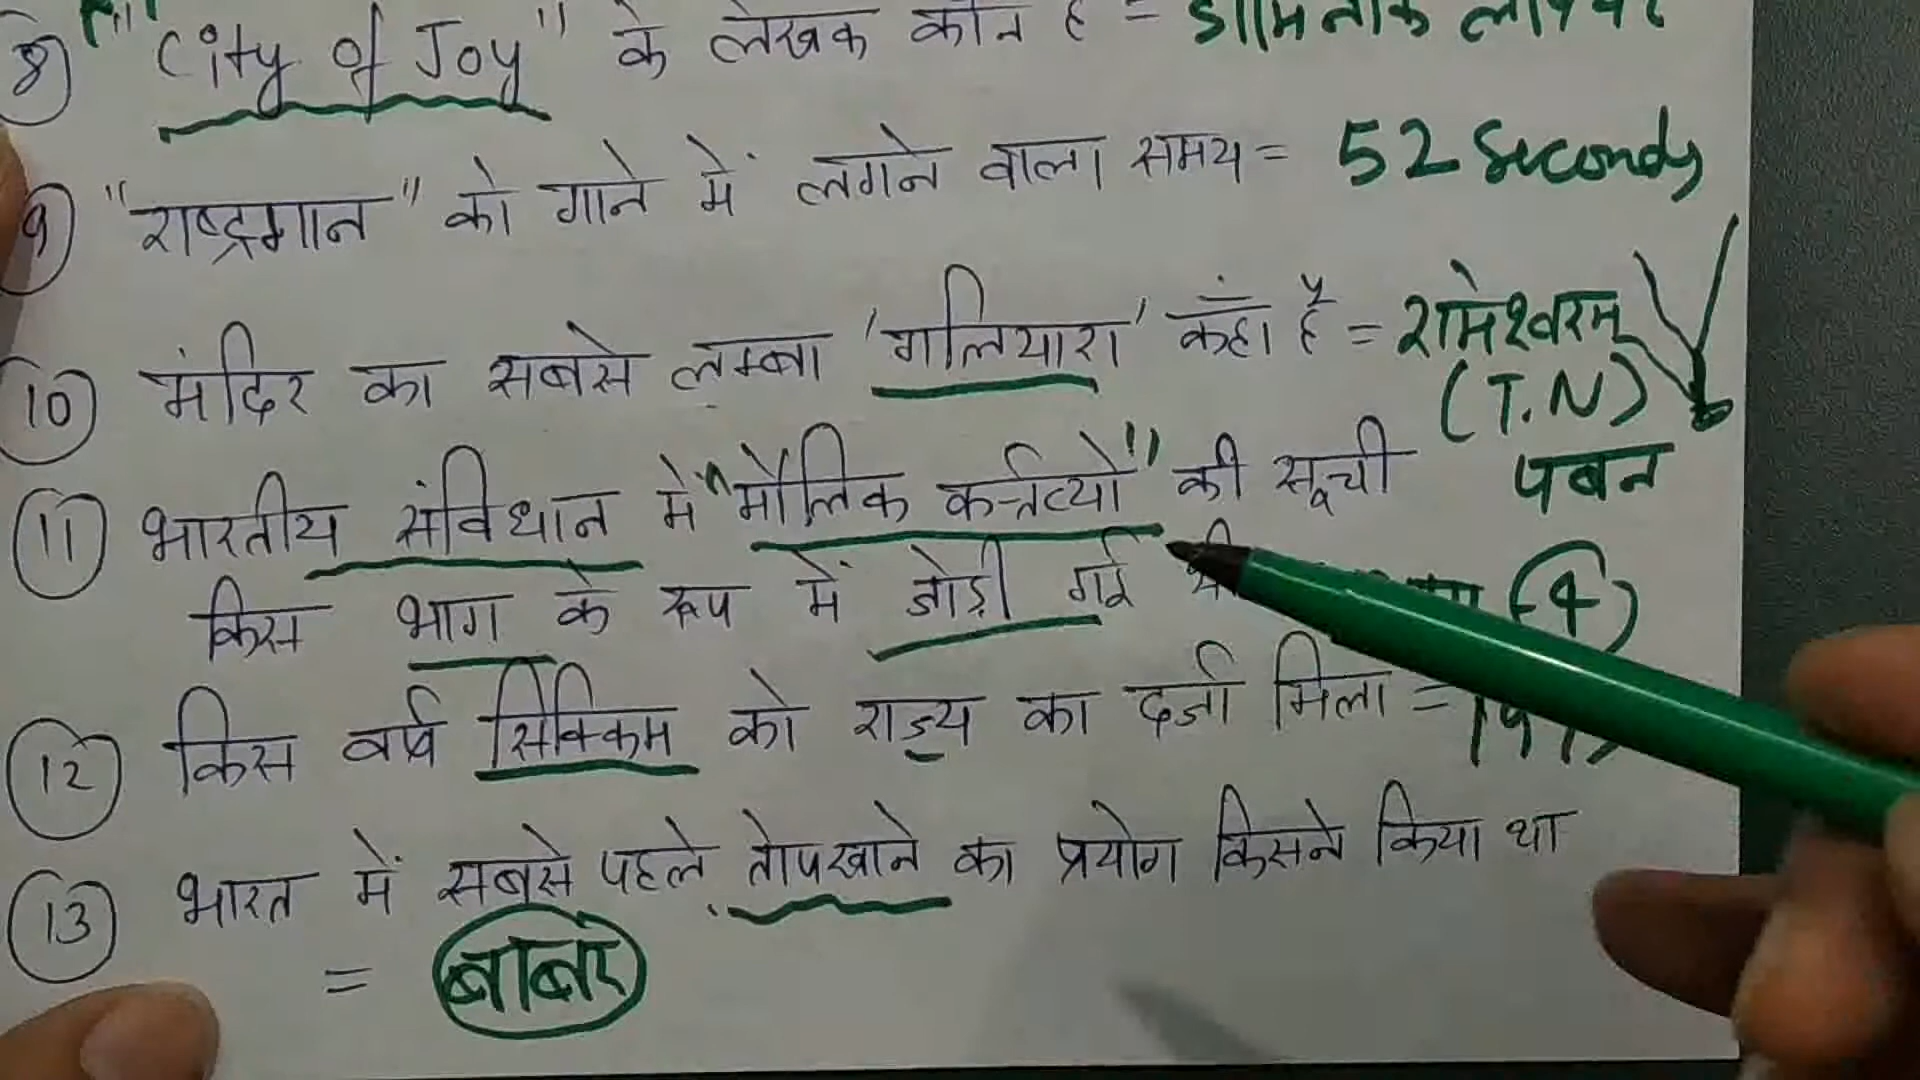 8) "City of Joy" के लेखक कौन है = डोमिनीक
9) "राष्ट्रगान" को गाने में लगने वाला समय = 52 Seconds
10) मंदिर का सबसे लम्बा 'गलियारा' कहां है = रामेश्वरम्
(T.N)
पबन
11) भारतीय संविधान में "मौलिक कर्त्तव्यों" की सूची
किस भाग के रूप में जोड़ी गई (4)
12) किस वर्ष सिक्किम को राज्य का दर्जा मिला =
13) भारत में सबसे पहले तोपखाने का प्रयोग किसने किया था
= बाबर